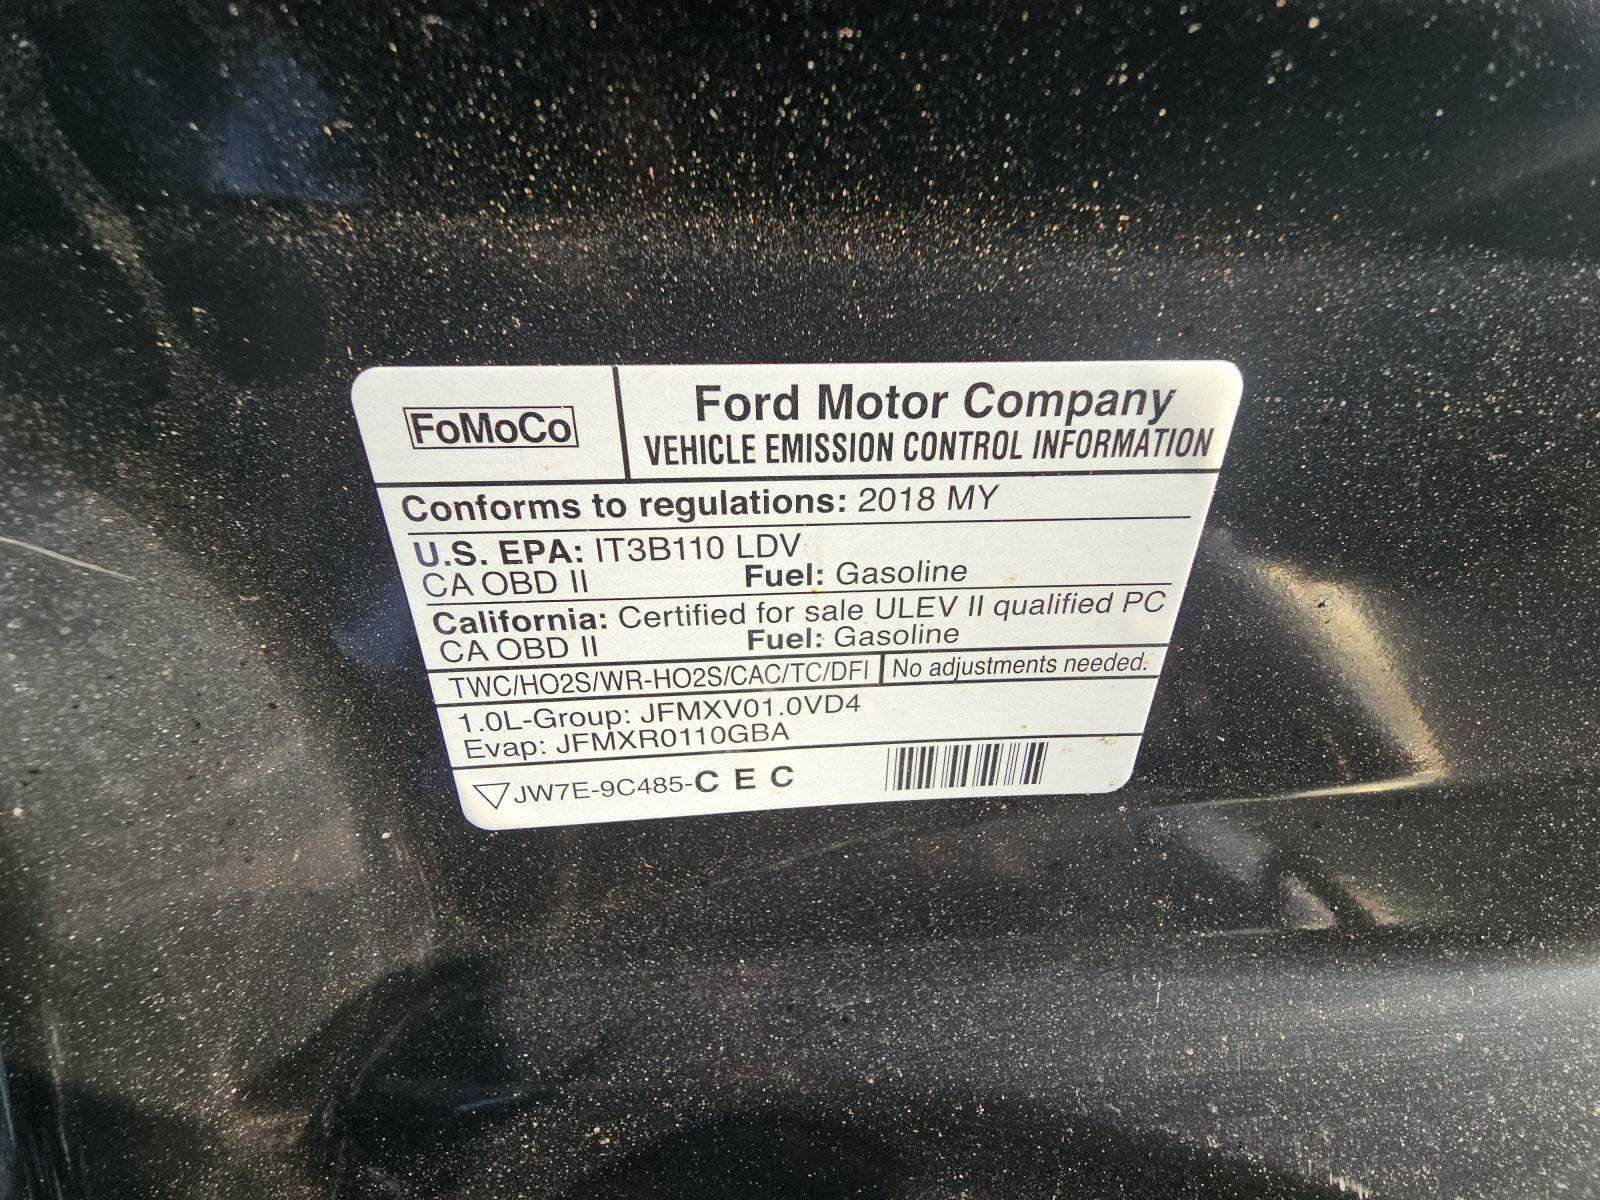 FoMoCo
Ford Motor Company
VEHICLE EMISSION CONTROL INFORMATION
Conforms to regulations: 2018 MY
U.S. EPA: IT3B110 LDV
CA OBD II Fuel: Gasoline
California: Certified for sale ULEV II qualified PC
CA OBD II Fuel: Gasoline
TWC/HO2S/WR-HO2S/CAC/TC/DFI No adjustments needed.
1.0L-Group: JFMXV01.0VD4
Evap: JFMXR0110GBA
JW7E-9C485-C E C